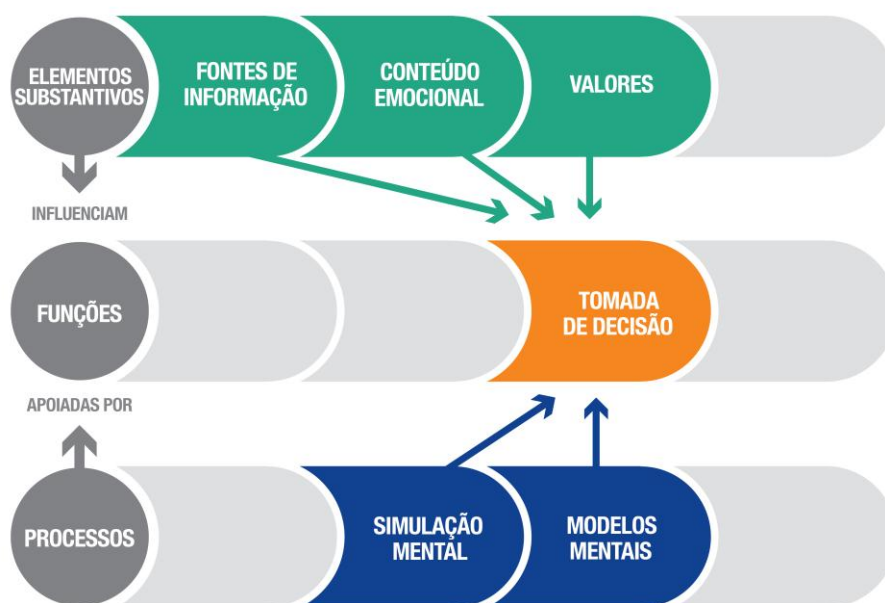 ELEMENTOS
SUBSTANTIVOS
FONTES DE
INFORMAÇÃO
CONTEÚDO
EMOCIONAL
VALORES
INFLUENCIAM
FUNÇÕES
TOMADA
DE DECISÃO
APOIADAS POR
PROCESSOS
SIMULAÇÃO
MENTAL
MODELOS
MENTAIS